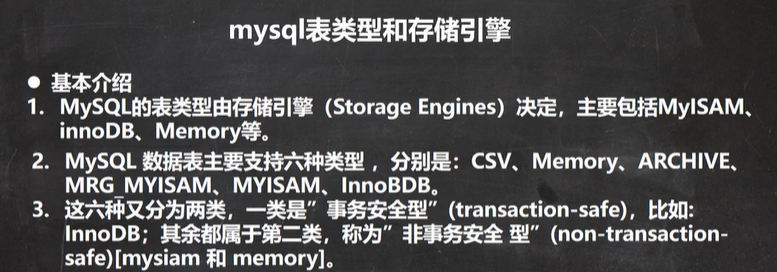 mysql表类型和存储引擎
● 基本介绍
1. MySQL的表类型由存储引擎（Storage Engines）决定，主要包括MyISAM、
innoDB、Memory等。
2. MySQL 数据表主要支持六种类型 ，分别是：CSV、Memory、ARCHIVE、
MRG_MYISAM、MYISAM、InnoBDB。
3. 这六种又分为两类，一类是”事务安全型”(transaction-safe)，比如:
InnoDB；其余都属于第二类，称为”非事务安全 型”(non-transaction-
safe)[mysiam 和 memory]。